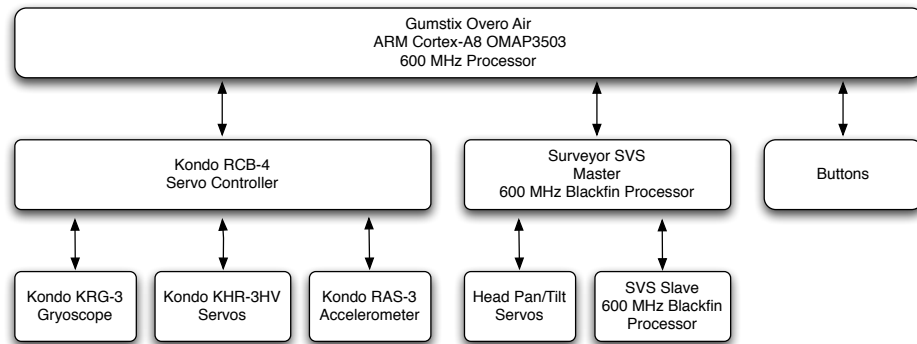 Gumstix Overo Air
ARM Cortex-A8 OMAP3503
600 MHz Processor
Kondo RCB-4
Servo Controller
Surveyor SVS
Master
600 MHz Blackfin Processor
Buttons
Kondo KRG-3
Gryoscope
Kondo KHR-3HV
Servos
Kondo RAS-3
Accelerometer
Head Pan/Tilt
Servos
SVS Slave
600 MHz Blackfin
Processor